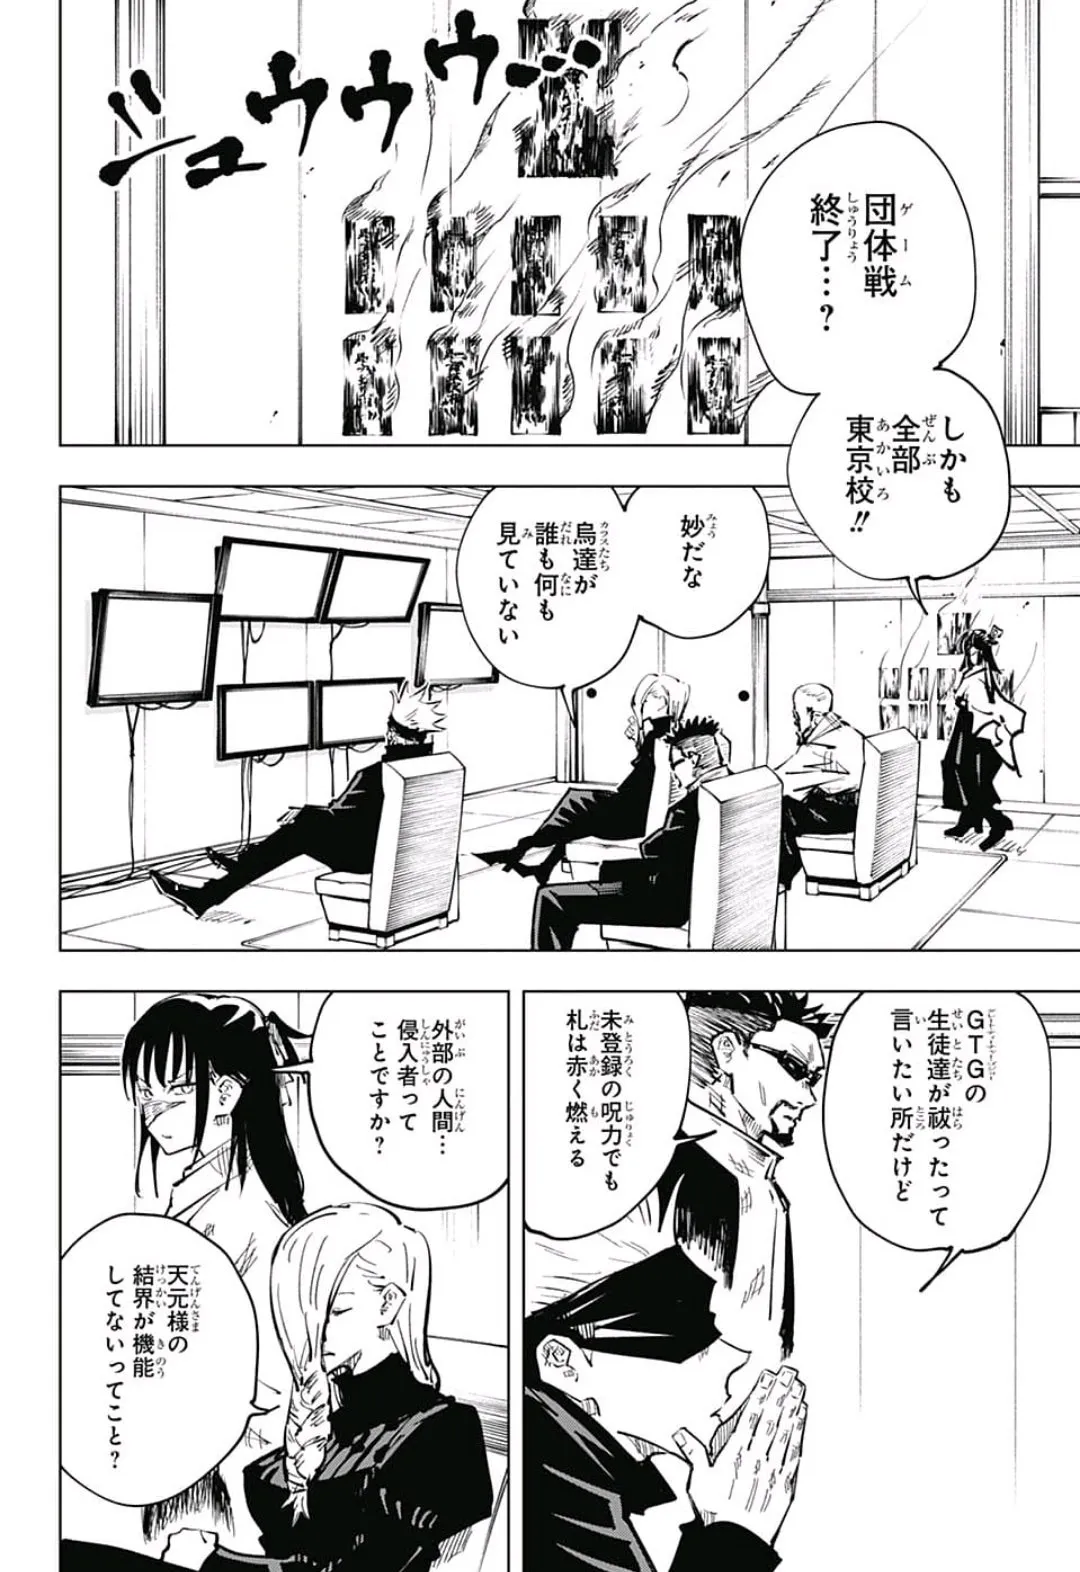 ジュウウウ…
団体戦
終了…？
しかも
全部
東京校!!
妙だな
烏達が
誰も何も
見ていない
GTGの
生徒達が祓ったって
言いたい所だけど
未登録の呪力でも
札は赤く燃える
外部の人間…
侵入者って
ことですか？
天元様の
結界が機能
してないってこと？